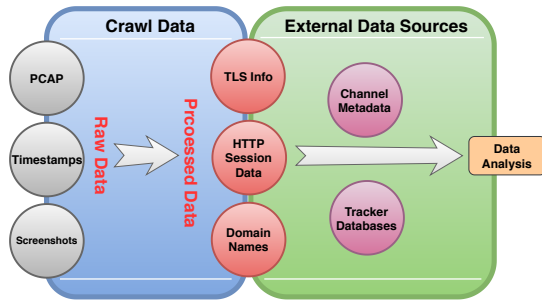 Crawl Data
External Data Sources
PCAP
Timestamps
Screenshots
Raw Data
Prcoessed Data
TLS Info
HTTP
Session
Data
Domain
Names
Channel
Metadata
Tracker
Databases
Data
Analysis